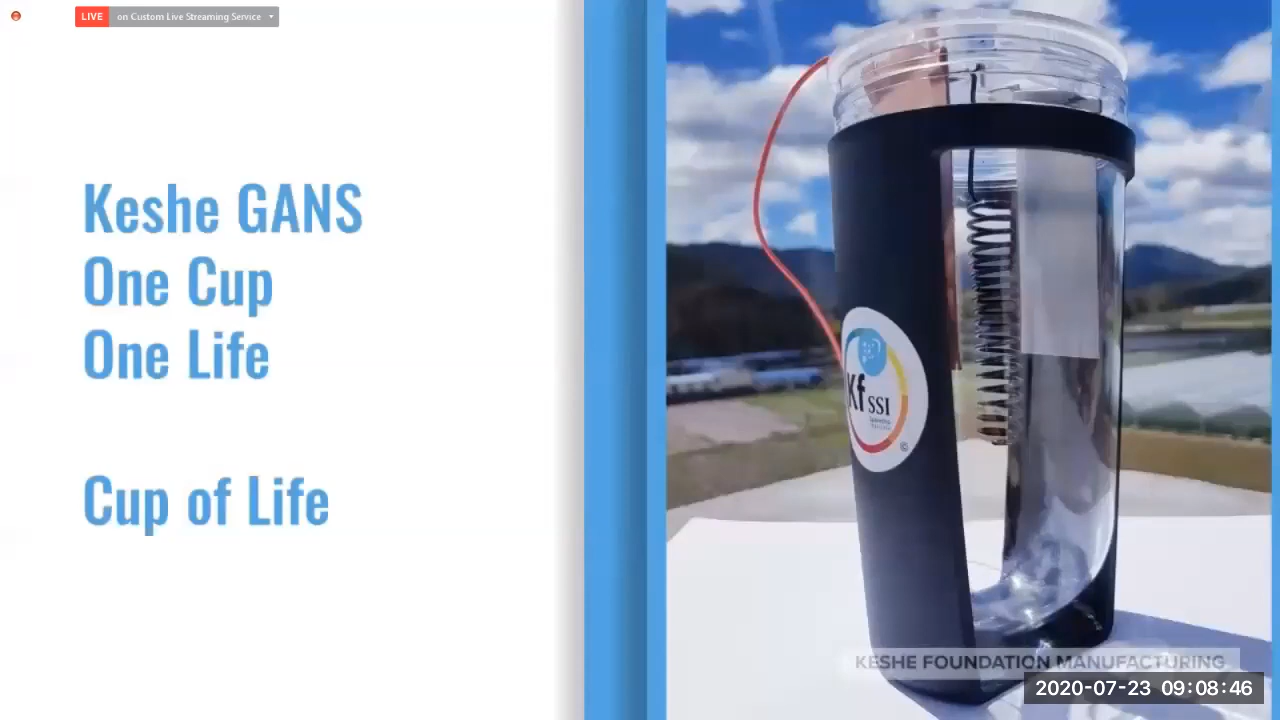 LIVE on Custom Live Streaming Service
Keshe GANS
One Cup
One Life
Cup of Life
Kf SSI
©
KESHE FOUNDATION MANUFACTURING
2020-07-23 09:08:46